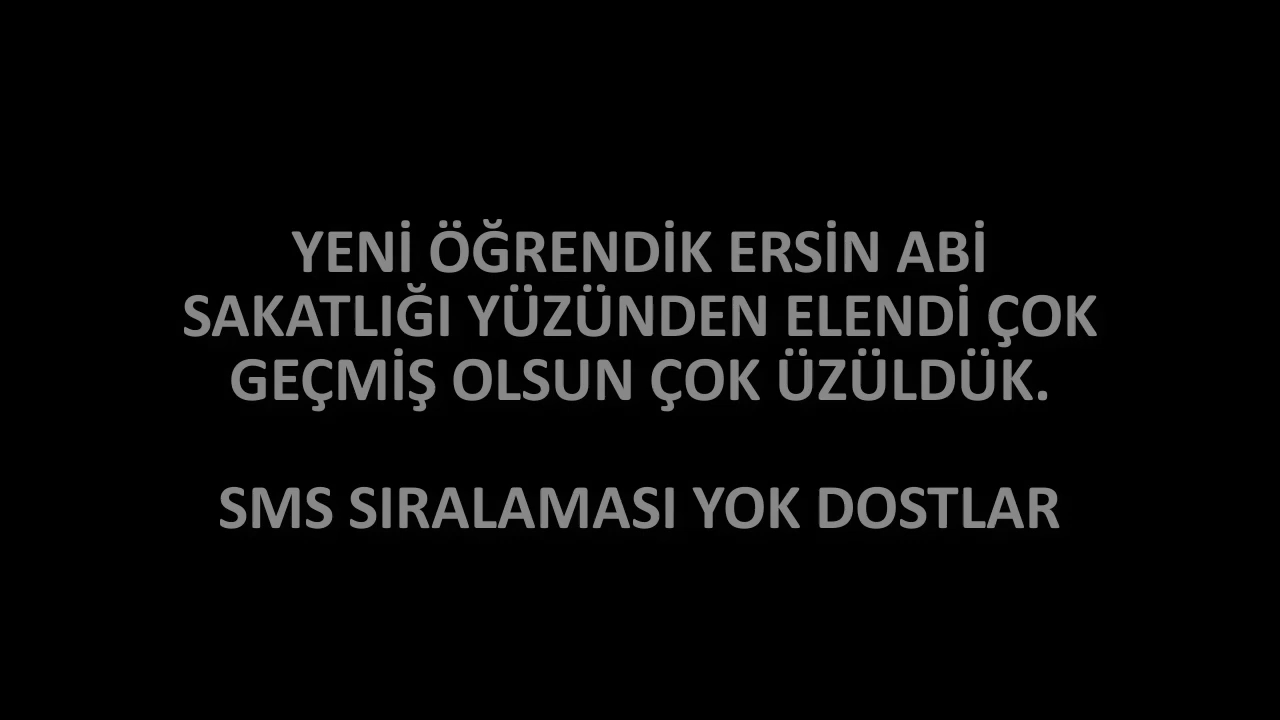 YENİ ÖĞRENDİK ERSİN ABİ
SAKATLIĞI YÜZÜNDEN ELENDİ ÇOK
GEÇMİŞ OLSUN ÇOK ÜZÜLDÜK.
SMS SIRALAMASI YOK DOSTLAR